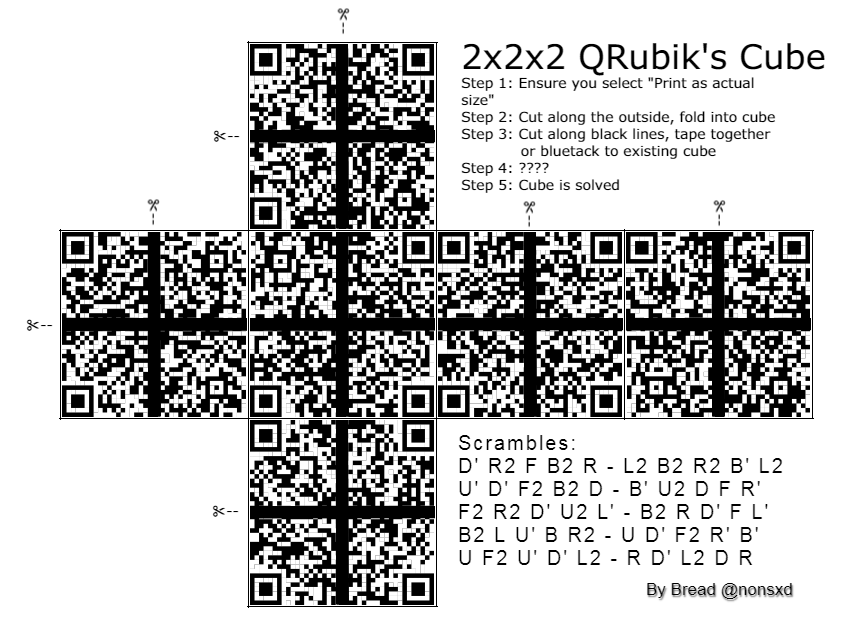 2x2x2 QRubik's Cube
Step 1: Ensure you select "Print as actual
size"
Step 2: Cut along the outside, fold into cube
Step 3: Cut along black lines, tape together
or bluetack to existing cube
Step 4: ????
Step 5: Cube is solved
Scrambles:
D' R2 F B2 R - L2 B2 R2 B' L2
U' D' F2 B2 D - B' U2 D F R'
F2 R2 D' U2 L' - B2 R D' F L'
B2 L U' B R2 - U D' F2 R' B'
U F2 U' D' L2 - R D' L2 D R
By Bread @nonsxd